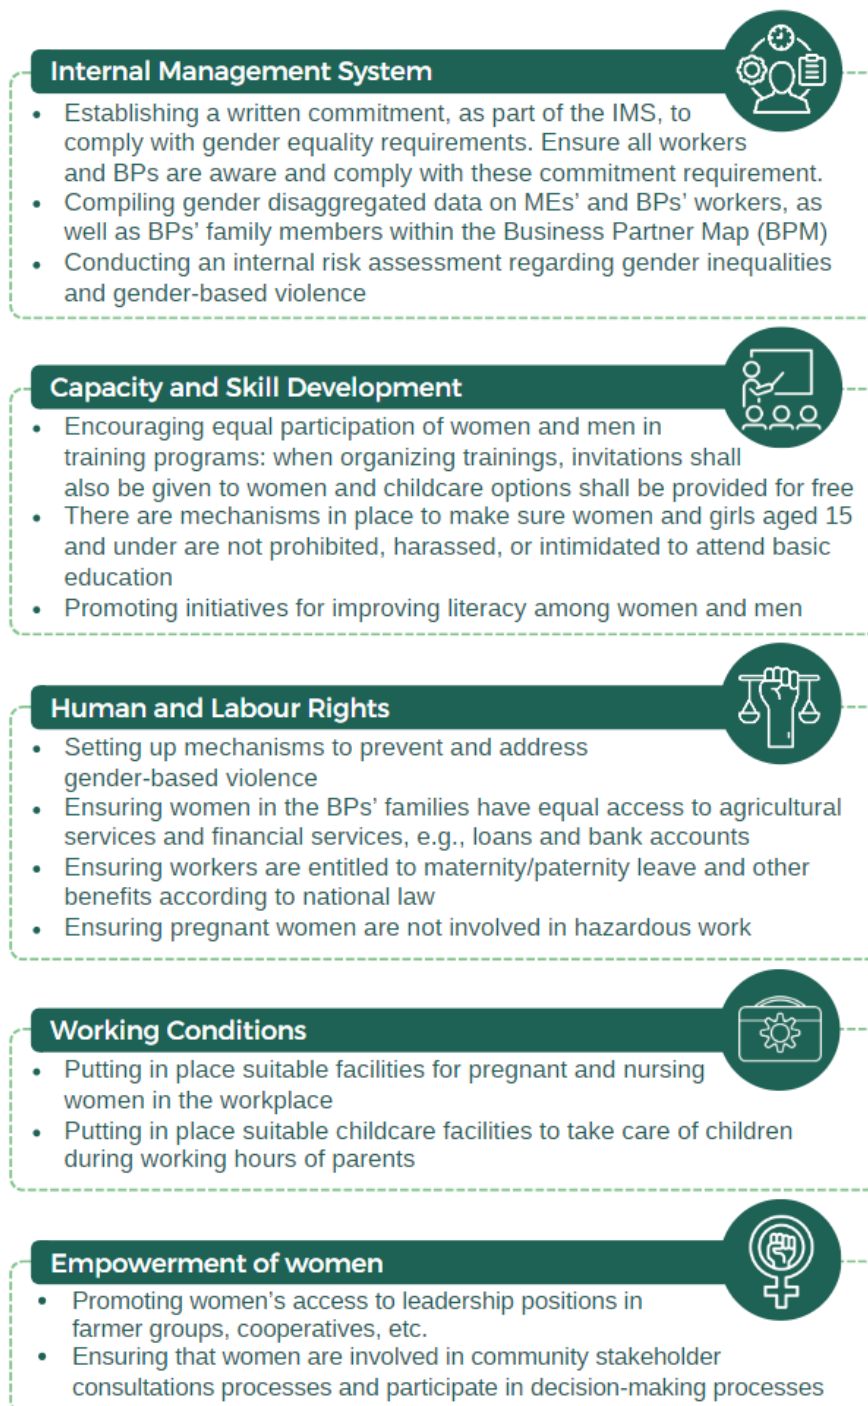 Internal Management System
• Establishing a written commitment, as part of the IMS, to
comply with gender equality requirements. Ensure all workers
and BPs are aware and comply with these commitment requirement.
• Compiling gender disaggregated data on MEs’ and BPs’ workers, as
well as BPs’ family members within the Business Partner Map (BPM)
• Conducting an internal risk assessment regarding gender inequalities
and gender-based violence
Capacity and Skill Development
• Encouraging equal participation of women and men in
training programs: when organizing trainings, invitations shall
also be given to women and childcare options shall be provided for free
• There are mechanisms in place to make sure women and girls aged 15
and under are not prohibited, harassed, or intimidated to attend basic
education
• Promoting initiatives for improving literacy among women and men
Human and Labour Rights
• Setting up mechanisms to prevent and address
gender-based violence
• Ensuring women in the BPs’ families have equal access to agricultural
services and financial services, e.g., loans and bank accounts
• Ensuring workers are entitled to maternity/paternity leave and other
benefits according to national law
• Ensuring pregnant women are not involved in hazardous work
Working Conditions
• Putting in place suitable facilities for pregnant and nursing
women in the workplace
• Putting in place suitable childcare facilities to take care of children
during working hours of parents
Empowerment of women
• Promoting women’s access to leadership positions in
farmer groups, cooperatives, etc.
• Ensuring that women are involved in community stakeholder
consultations processes and participate in decision-making processes